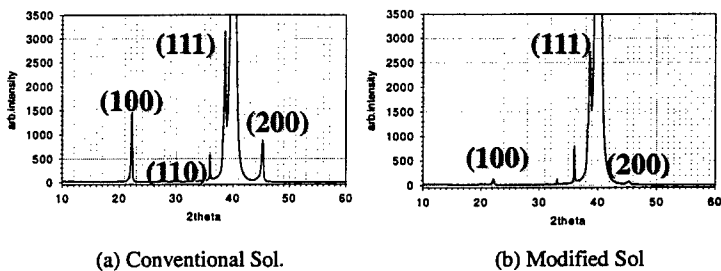 3500
3000
2500
2000
1500
1000
500
0
arb.intensity
(111)
(100)
(200)
(110)
10 20 30 40 50 60
2theta
(a) Conventional Sol.
3500
3000
2500
2000
1500
1000
500
0
arb.intensity
(111)
(100)
(200)
10 20 30 40 50 60
2theta
(b) Modified Sol